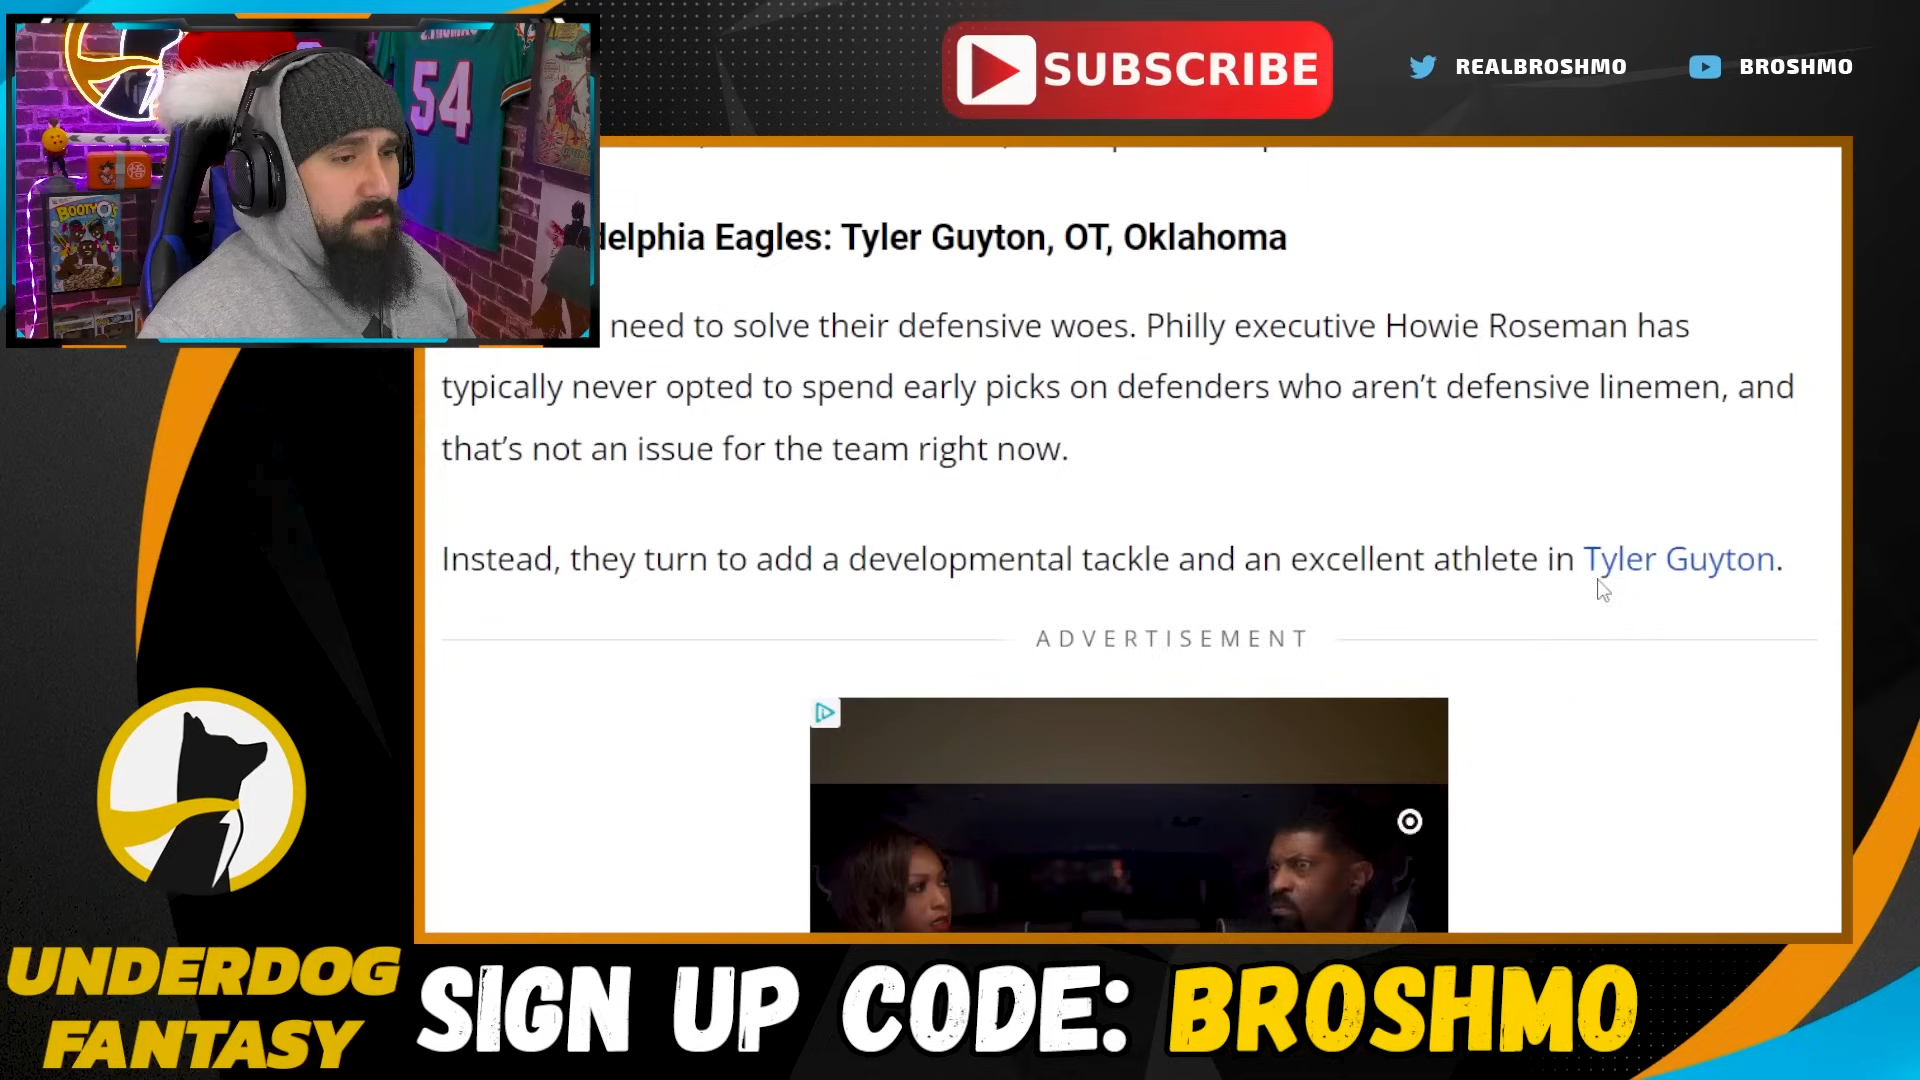 SUBSCRIBE
REALBROSHMO
BROSHMO
54
BOOTY O's
delphia Eagles: Tyler Guyton, OT, Oklahoma
need to solve their defensive woes. Philly executive Howie Roseman has
typically never opted to spend early picks on defenders who aren’t defensive linemen, and
that’s not an issue for the team right now.
Instead, they turn to add a developmental tackle and an excellent athlete in Tyler Guyton.
ADVERTISEMENT
UNDERDOG
FANTASY
SIGN UP CODE: BROSHMO